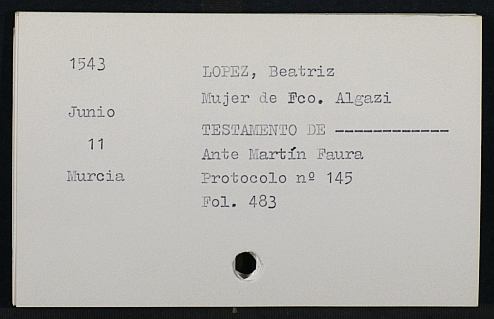 1543
LOPEZ, Beatriz
Mujer de Fco. Algazi
Junio
TESTAMENTO DE ------------
11
Ante Martín Faura
Murcia
Protocolo nº 145
Fol. 483